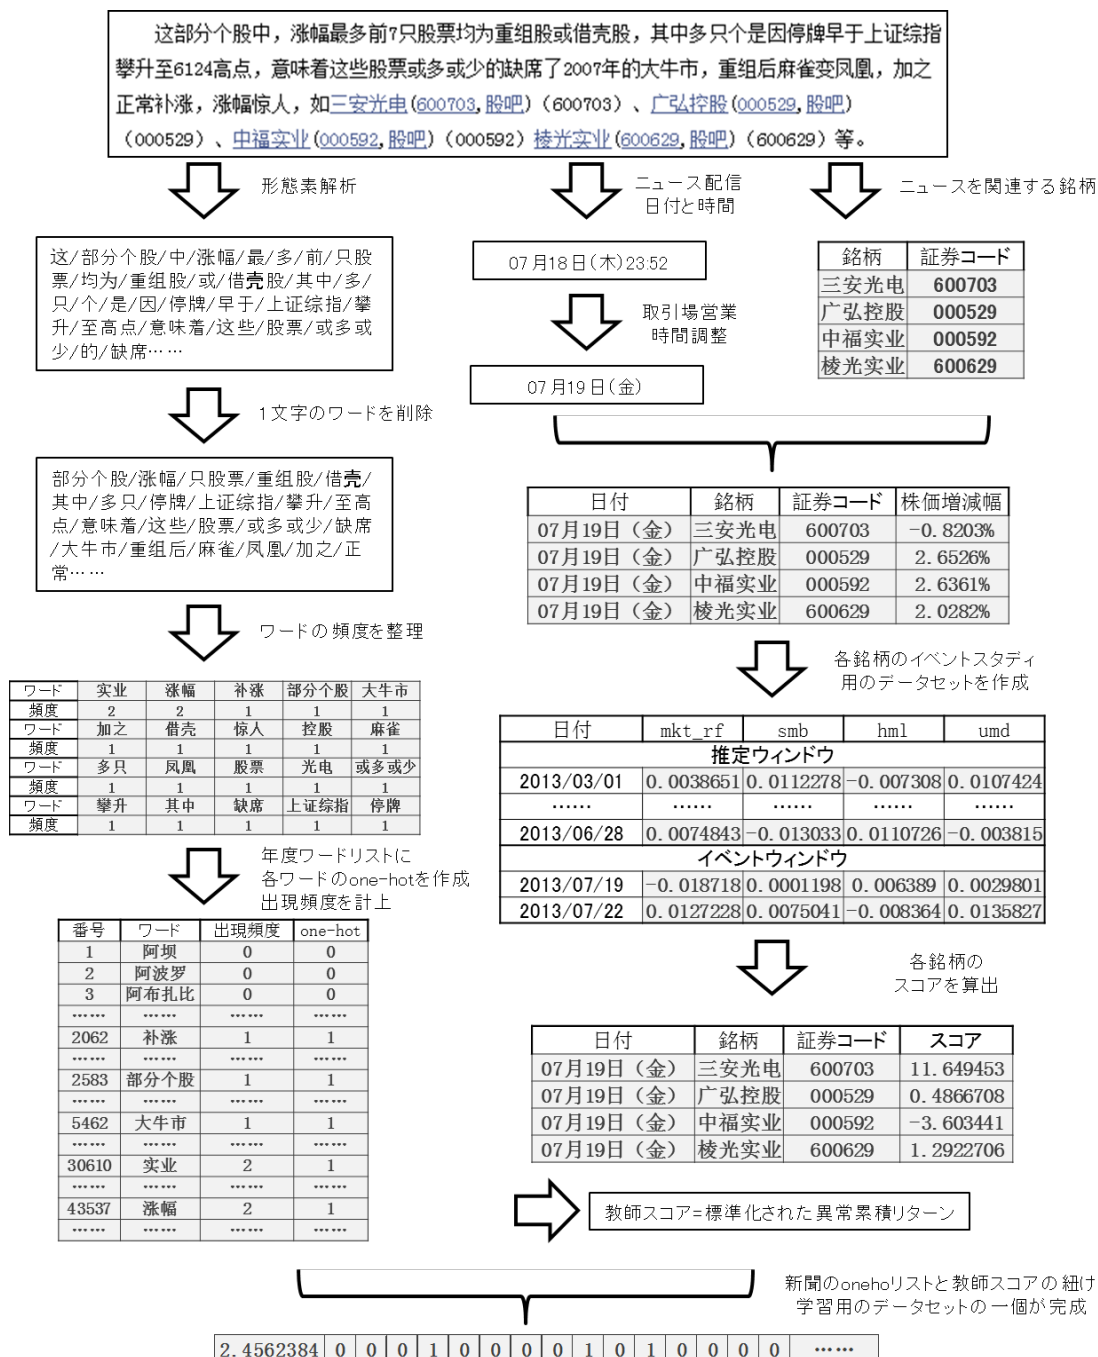 这部分个股中，涨幅最多前7只股票均为重组股或借壳股，其中多只个是因停牌早于上证综指
攀升至6124高点，意味着这些股票或多或少的缺席了2007年的大牛市，重组后麻雀变凤凰，加之
正常补涨，涨幅惊人，如三安光电(600703,股吧)（600703）、广弘控股(000529,股吧)
（000529）、中福实业(000592,股吧)（000592）棱光实业(600629,股吧)（600629）等。
形態素解析
ニュース配信
日付と時間
ニュースを関連する銘柄
这/部分个股/中/涨幅/最/多/前/只股
票/均为/重组股/或/借壳股/其中/多/
只/个/是/因/停牌/早于/上证综指/攀
升/至高点/意味着/这些/股票/或多或
少/的/缺席……
1文字のワードを削除
部分个股/涨幅/只股票/重组股/借壳/
其中/多只/停牌/上证综指/攀升/至高
点/意味着/这些/股票/或多或少/缺席
/大牛市/重组后/麻雀/凤凰/加之/正
常……
ワードの頻度を整理
ワード 实业 涨幅 补涨 部分个股 大牛市
頻度 2 2 1 1 1
ワード 加之 借壳 惊人 控股 麻雀
頻度 1 1 1 1 1
ワード 多只 凤凰 股票 光电 或多或少
頻度 1 1 1 1 1
ワード 攀升 其中 缺席 上证综指 停牌
頻度 1 1 1 1 1
年度ワードリストに
各ワードのone-hotを作成
出現頻度を計上
番号 ワード 出現頻度 one-hot
1 阿坝 0 0
2 阿波罗 0 0
3 阿布扎比 0 0
…… …… …… ……
2062 补涨 1 1
…… …… …… ……
2583 部分个股 1 1
…… …… …… ……
5462 大牛市 1 1
…… …… …… ……
30610 实业 2 1
…… …… …… ……
43537 涨幅 2 1
…… …… …… ……
07月18日(木)23:52
取引場営業
時間調整
07月19日(金)
銘柄 証券コード
三安光电 600703
广弘控股 000529
中福实业 000592
棱光实业 600629
日付 銘柄 証券コード 株価増減幅
07月19日（金） 三安光电 600703 -0.8203%
07月19日（金） 广弘控股 000529 2.6526%
07月19日（金） 中福实业 000592 2.6361%
07月19日（金） 棱光实业 600629 2.0282%
各銘柄のイベントスタディ
用のデータセットを作成
日付 mkt_rf smb hml umd
推定ウィンドウ
2013/03/01 0.0038651 0.0112278 -0.007308 0.0107424
…… …… …… …… ……
2013/06/28 0.0074843 -0.013033 0.0110726 -0.003815
イベントウィンドウ
2013/07/19 -0.018718 0.0001198 0.006389 0.0029801
2013/07/22 0.0127228 0.0075041 -0.008364 0.0135827
各銘柄の
スコアを算出
日付 銘柄 証券コード スコア
07月19日（金） 三安光电 600703 11.649453
07月19日（金） 广弘控股 000529 0.4866708
07月19日（金） 中福实业 000592 -3.603441
07月19日（金） 棱光实业 600629 1.2922706
教師スコア=標準化された異常累積リターン
新聞のonehoリストと教師スコアの紐け
学習用のデータセットの一個が完成
2.4562384 0 0 0 1 0 0 0 0 1 0 1 0 0 0 0 ……